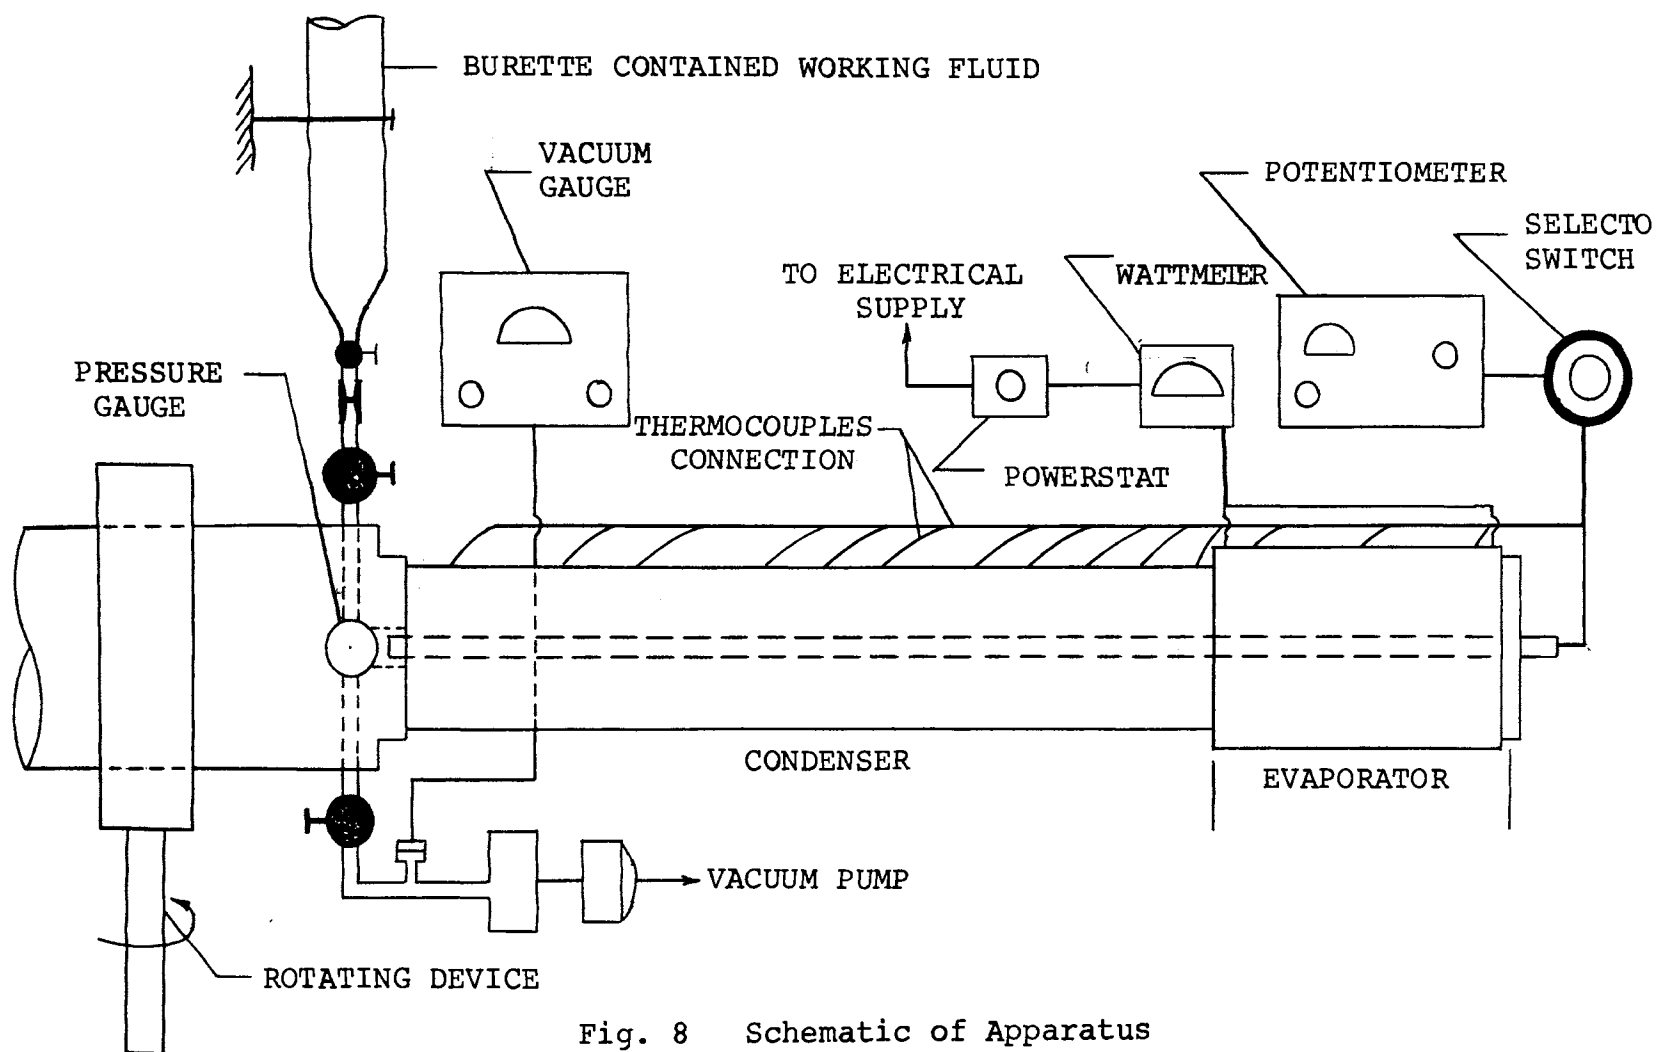 BURETTE CONTAINED WORKING FLUID
VACUUM
GAUGE
POTENTIOMETER
SELECTO
SWITCH
TO ELECTRICAL
SUPPLY
WATTMETER
PRESSURE
GAUGE
THERMOCOUPLES
CONNECTION
POWERSTAT
CONDENSER
EVAPORATOR
VACUUM PUMP
ROTATING DEVICE
Fig. 8 Schematic of Apparatus